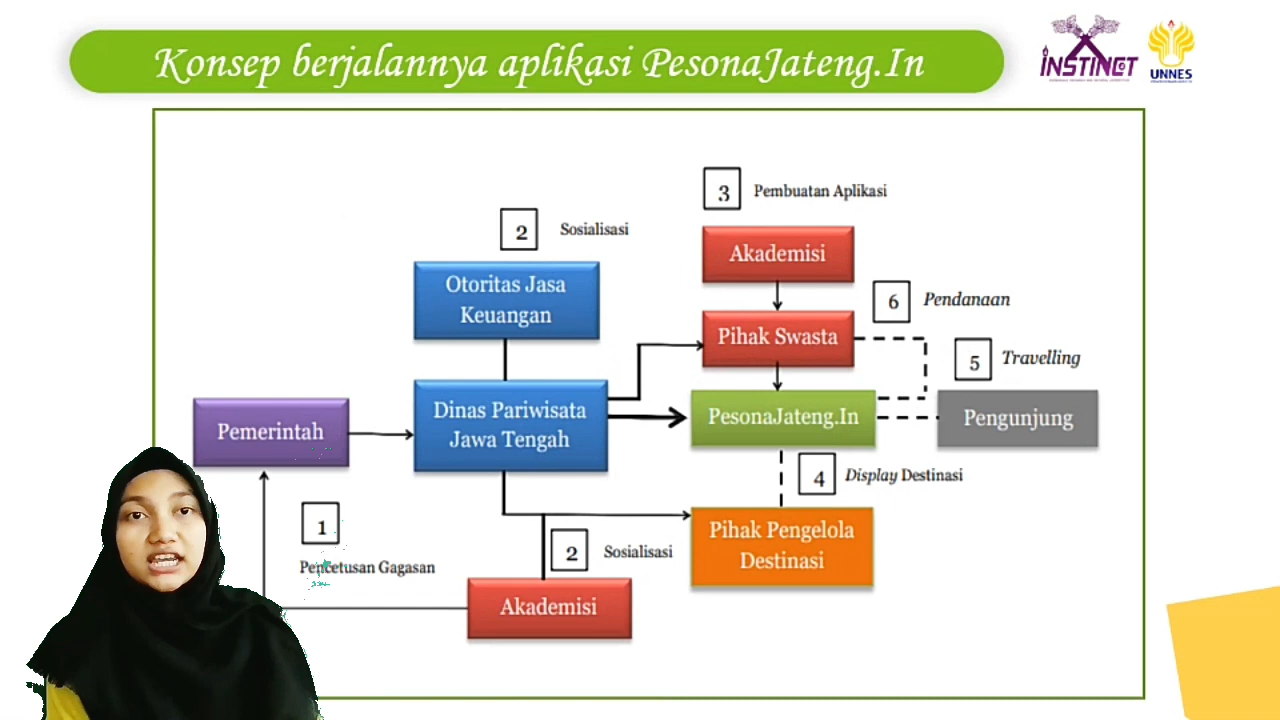 Konsep berjalannya aplikasi PesonaJateng.In
INSTINCT
UNNES
3 Pembuatan Aplikasi
2 Sosialisasi
Akademisi
Otoritas Jasa
Keuangan
6 Pendanaan
Pihak Swasta
5 Travelling
Dinas Pariwisata
Jawa Tengah
PesonaJateng.In
Pengunjung
Pemerintah
4 Display Destinasi
1
Pencetusan Gagasan
Pihak Pengelola
Destinasi
2 Sosialisasi
Akademisi